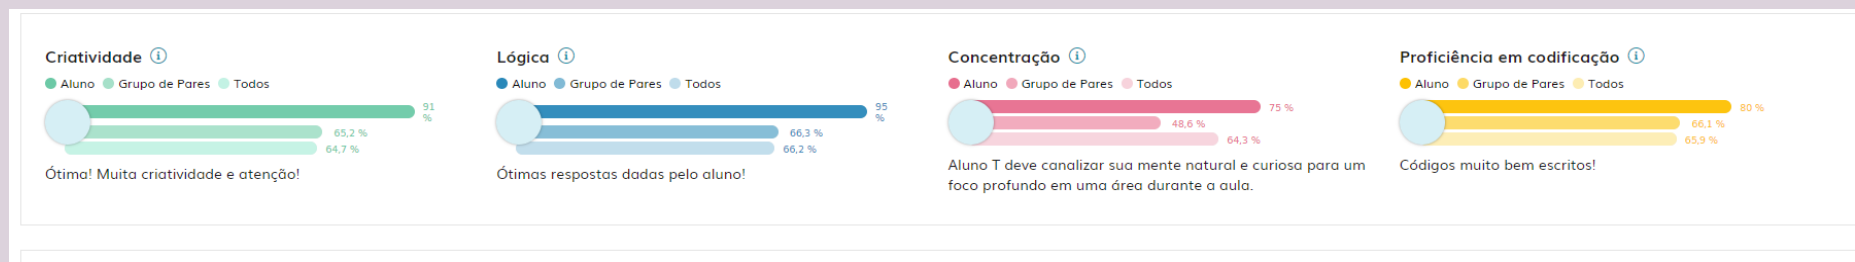 Criatividade
Aluno Grupo de Pares Todos
91
%
65,2 %
64,7 %
Ótima! Muita criatividade e atenção!
Lógica
Aluno Grupo de Pares Todos
95
%
66,3 %
66,2 %
Ótimas respostas dadas pelo aluno!
Concentração
Aluno Grupo de Pares Todos
75 %
48,6 %
64,3 %
Aluno T deve canalizar sua mente natural e curiosa para um
foco profundo em uma área durante a aula.
Proficiência em codificação
Aluno Grupo de Pares Todos
80 %
66,1 %
65,9 %
Códigos muito bem escritos!